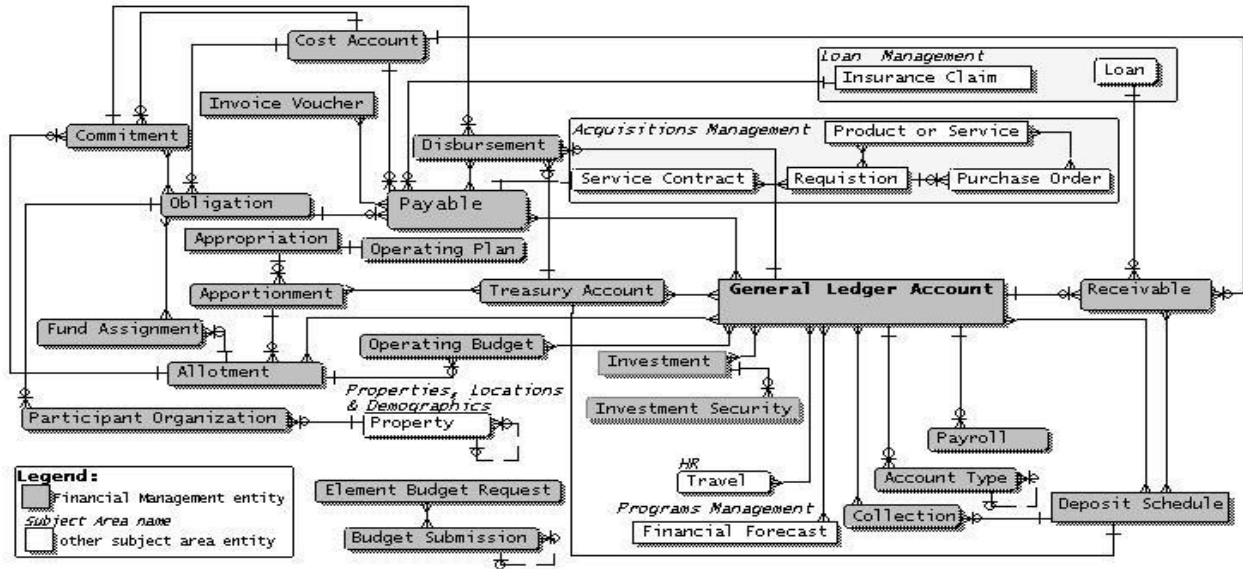 Cost Account
Loan Management
Insurance Claim
Loan
Invoice Voucher
Commitment
Disbursement
Acquisitions Management
Product or Service
Service Contract
Requistion
Purchase Order
Obligation
Payable
Appropriation
Operating Plan
Apportionment
Treasury Account
General Ledger Account
Receivable
Fund Assignment
Operating Budget
Allotment
Investment
Properties, Locations
& Demographics
Investment Security
Participant Organization
Property
Payroll
Legend:
Financial Management entity
Subject Area name
other subject area entity
Element Budget Request
HR
Travel
Account Type
Programs Management
Deposit Schedule
Collection
Financial Forecast
Budget Submission